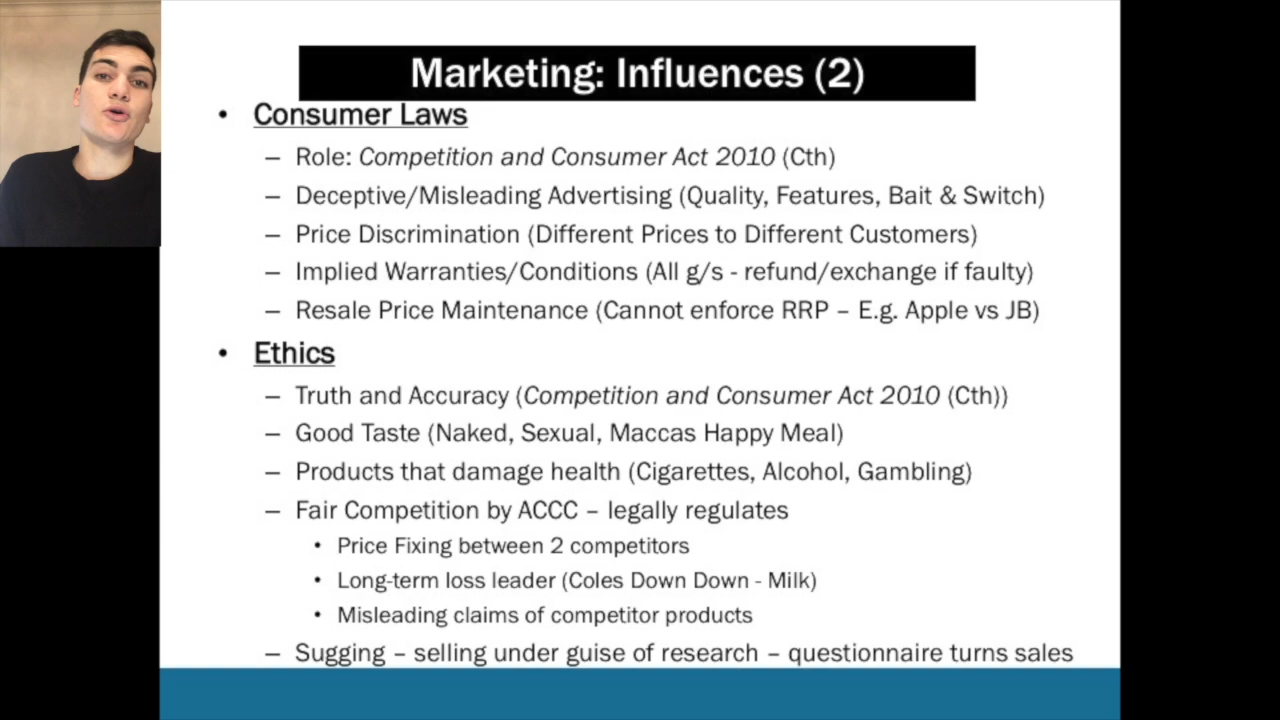 Marketing: Influences (2)
• Consumer Laws
– Role: Competition and Consumer Act 2010 (Cth)
– Deceptive/Misleading Advertising (Quality, Features, Bait & Switch)
– Price Discrimination (Different Prices to Different Customers)
– Implied Warranties/Conditions (All g/s - refund/exchange if faulty)
– Resale Price Maintenance (Cannot enforce RRP – E.g. Apple vs JB)
• Ethics
– Truth and Accuracy (Competition and Consumer Act 2010 (Cth))
– Good Taste (Naked, Sexual, Maccas Happy Meal)
– Products that damage health (Cigarettes, Alcohol, Gambling)
– Fair Competition by ACCC – legally regulates
• Price Fixing between 2 competitors
• Long-term loss leader (Coles Down Down - Milk)
• Misleading claims of competitor products
– Sugging – selling under guise of research – questionnaire turns sales